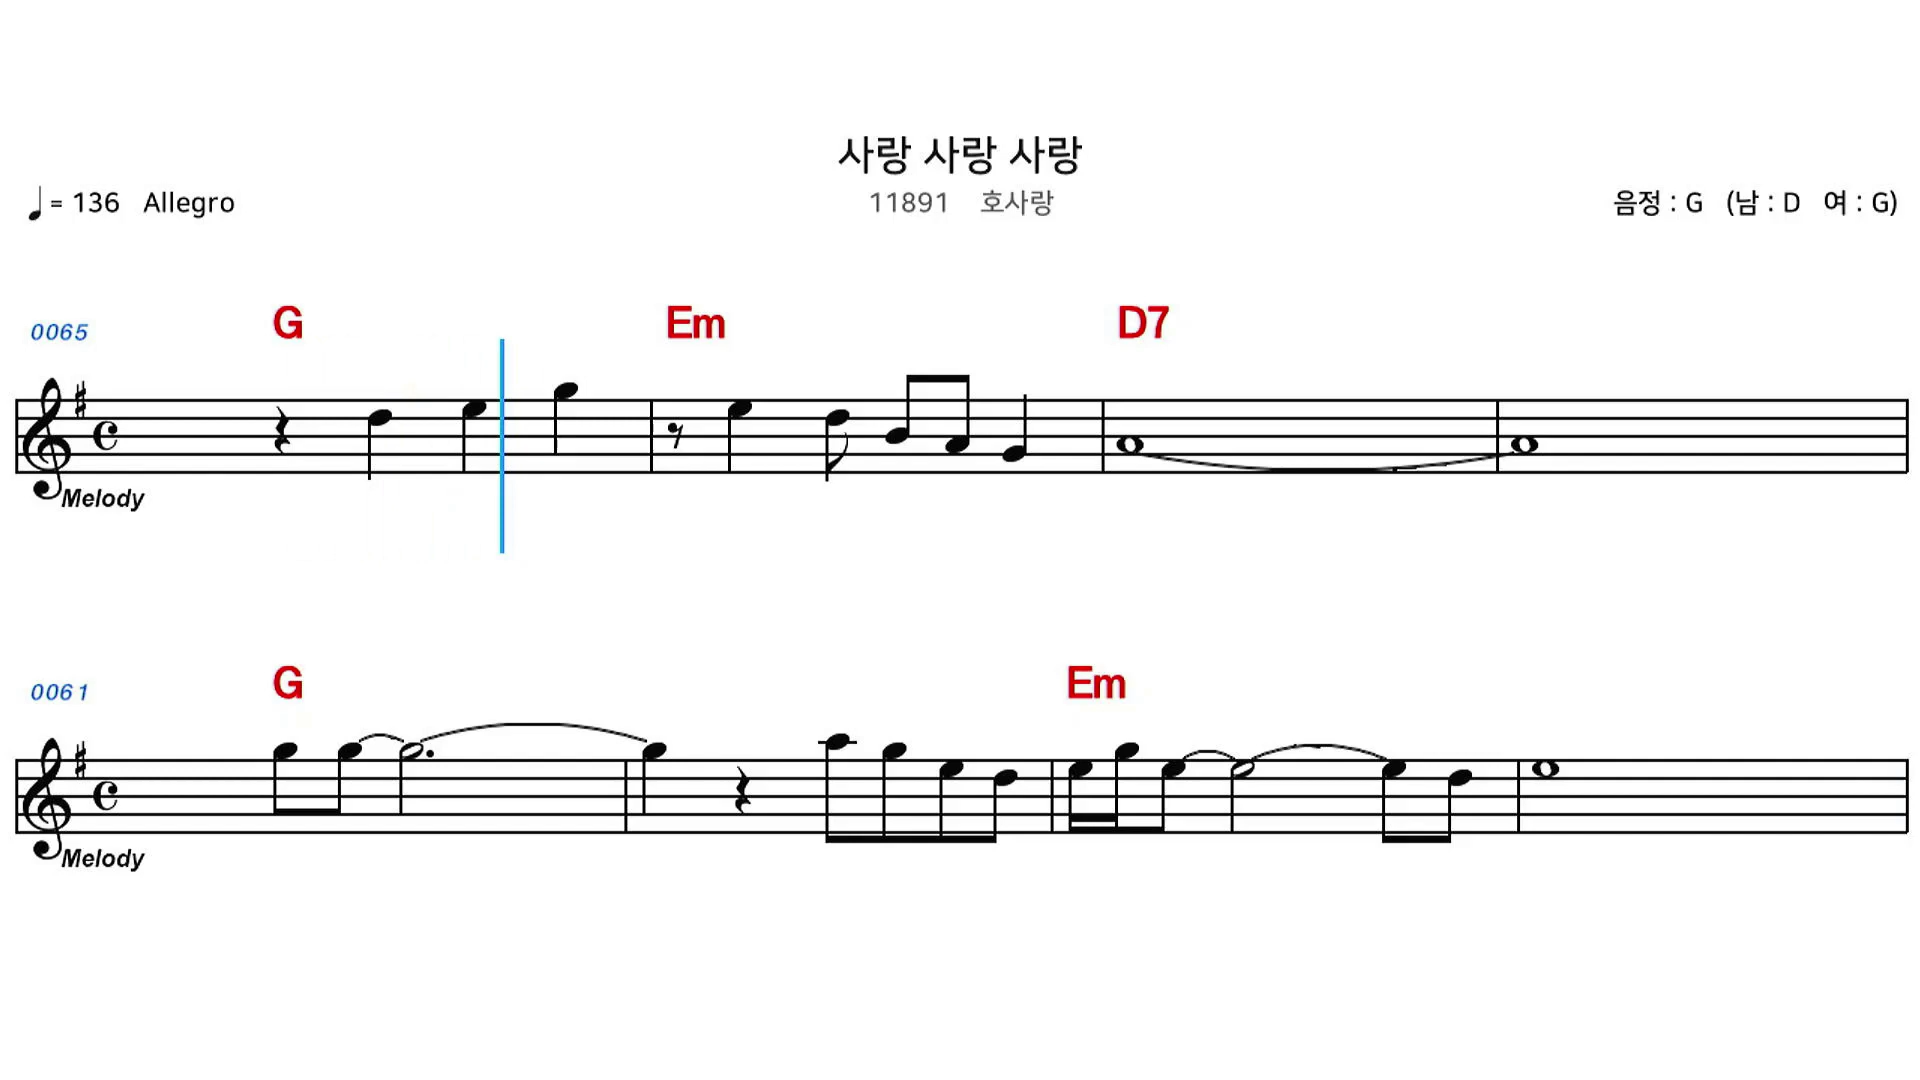 사랑 사랑 사랑
♩= 136 Allegro 11891 호사랑 음정 : G (남 : D 여 : G)
0065 G Em D7
Melody
0061 G Em
Melody